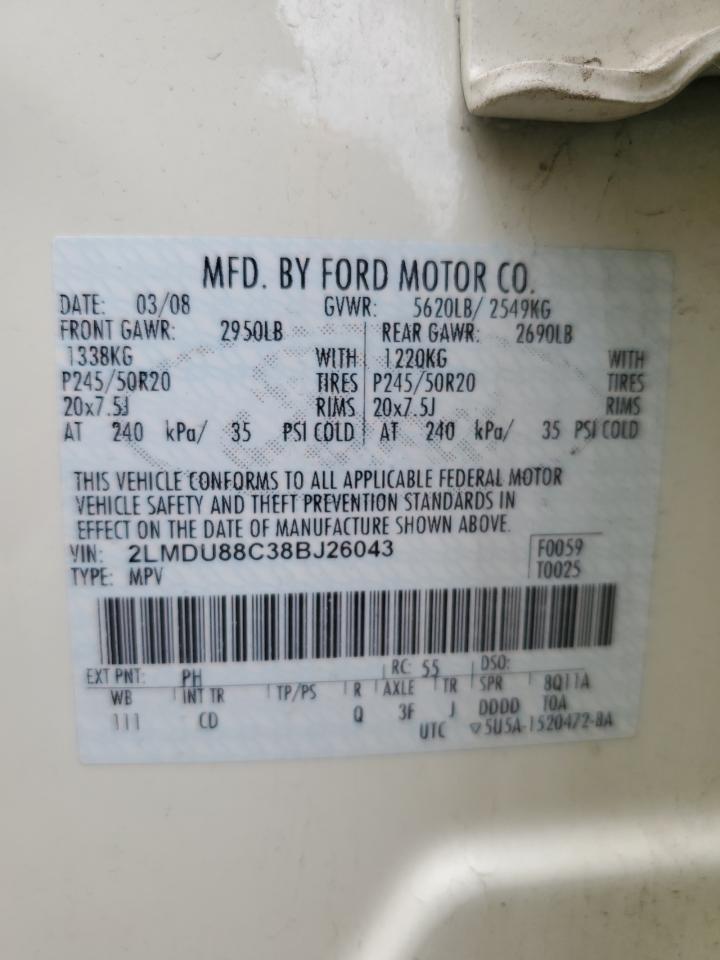 MFD. BY FORD MOTOR CO.
DATE: 03/08 GVWR: 5620LB/ 2549KG
FRONT GAWR: 2950LB REAR GAWR: 2690LB
1338KG WITH 1220KG WITH
P245/50R20 TIRES P245/50R20 TIRES
20x7.5J RIMS 20x7.5J RIMS
AT 240 kPa/ 35 PSI COLD AT 240 kPa/ 35 PSI COLD
THIS VEHICLE CONFORMS TO ALL APPLICABLE FEDERAL MOTOR
VEHICLE SAFETY AND THEFT PREVENTION STANDARDS IN
EFFECT ON THE DATE OF MANUFACTURE SHOWN ABOVE.
VIN: 2LMDU88C38BJ26043 F0059
TYPE: MPV T0025
EXT PNT: PH RC: 55 DSO:
WB INT TR TP/PS R AXLE TR SPR 8Q11A
111 CD Q 3F J DDDD TOA
UTC ▽5U5A-1520472-BA